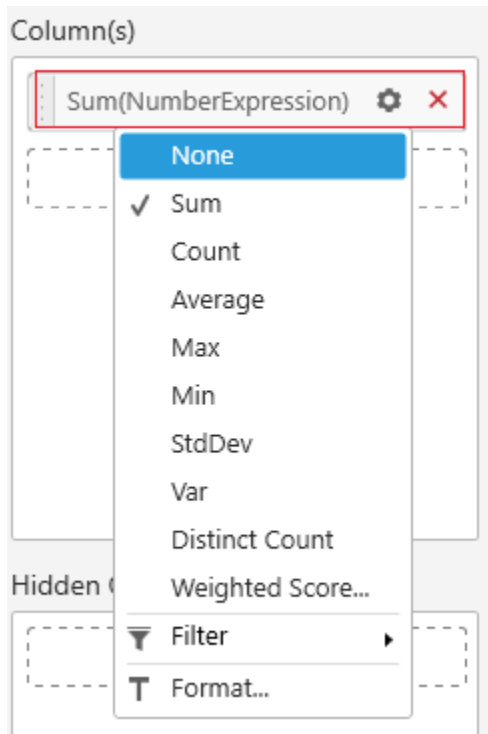 Column(s)
Sum(NumberExpression)
None
Sum
Count
Average
Max
Min
StdDev
Var
Distinct Count
Weighted Score...
Hidden
Filter
Format...